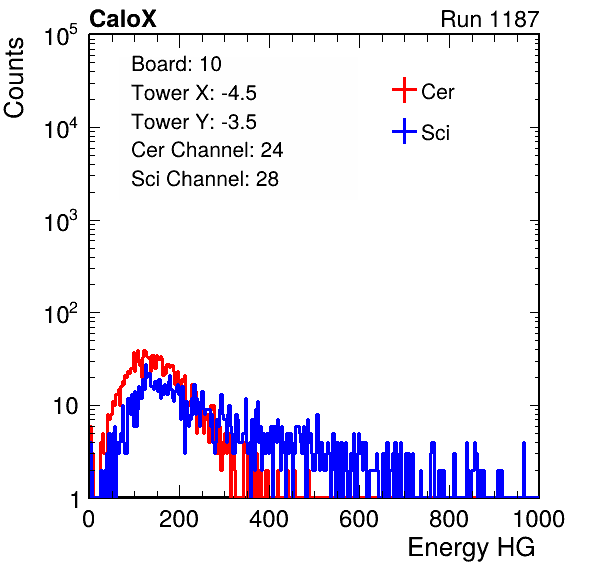 CaloX Run 1187
Counts
Board: 10
Tower X: -4.5
Tower Y: -3.5
Cer Channel: 24
Sci Channel: 28
Cer
Sci
10^5
10^4
10^3
10^2
10
1
0 200 400 600 800 1000
Energy HG